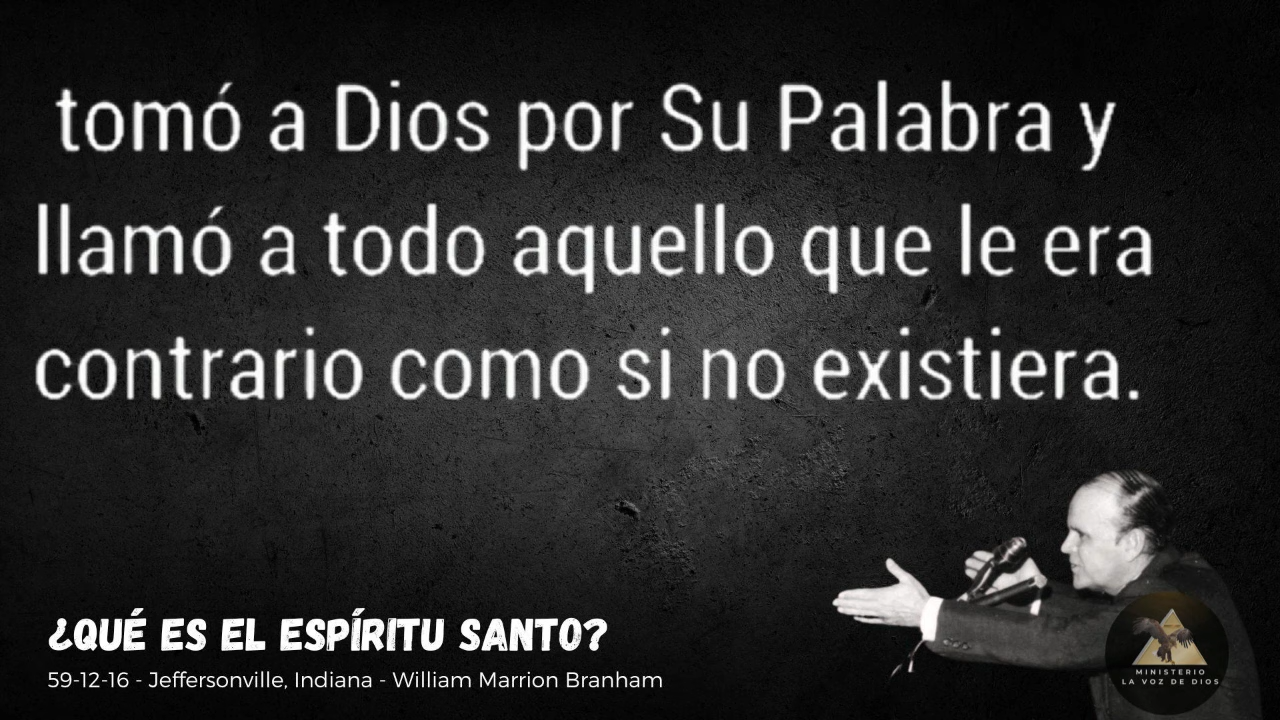 tomó a Dios por Su Palabra y
llamó a todo aquello que le era
contrario como si no existiera.
¿QUÉ ES EL ESPÍRITU SANTO?
59-12-16 - Jeffersonville, Indiana - William Marrion Branham
MINISTERIO
LA VOZ DE DIOS